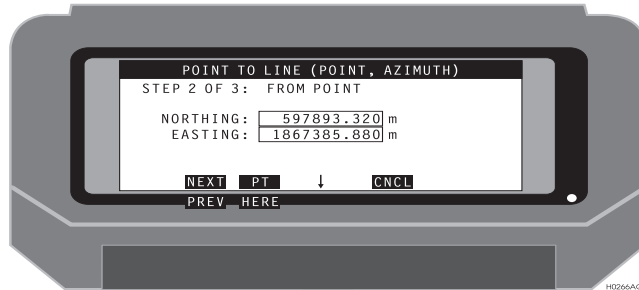 POINT TO LINE (POINT, AZIMUTH)
STEP 2 OF 3: FROM POINT
NORTHING: 597893.320 m
EASTING: 1867385.880 m
NEXT PT ↓ CNCL
PREV HERE
H0266AC